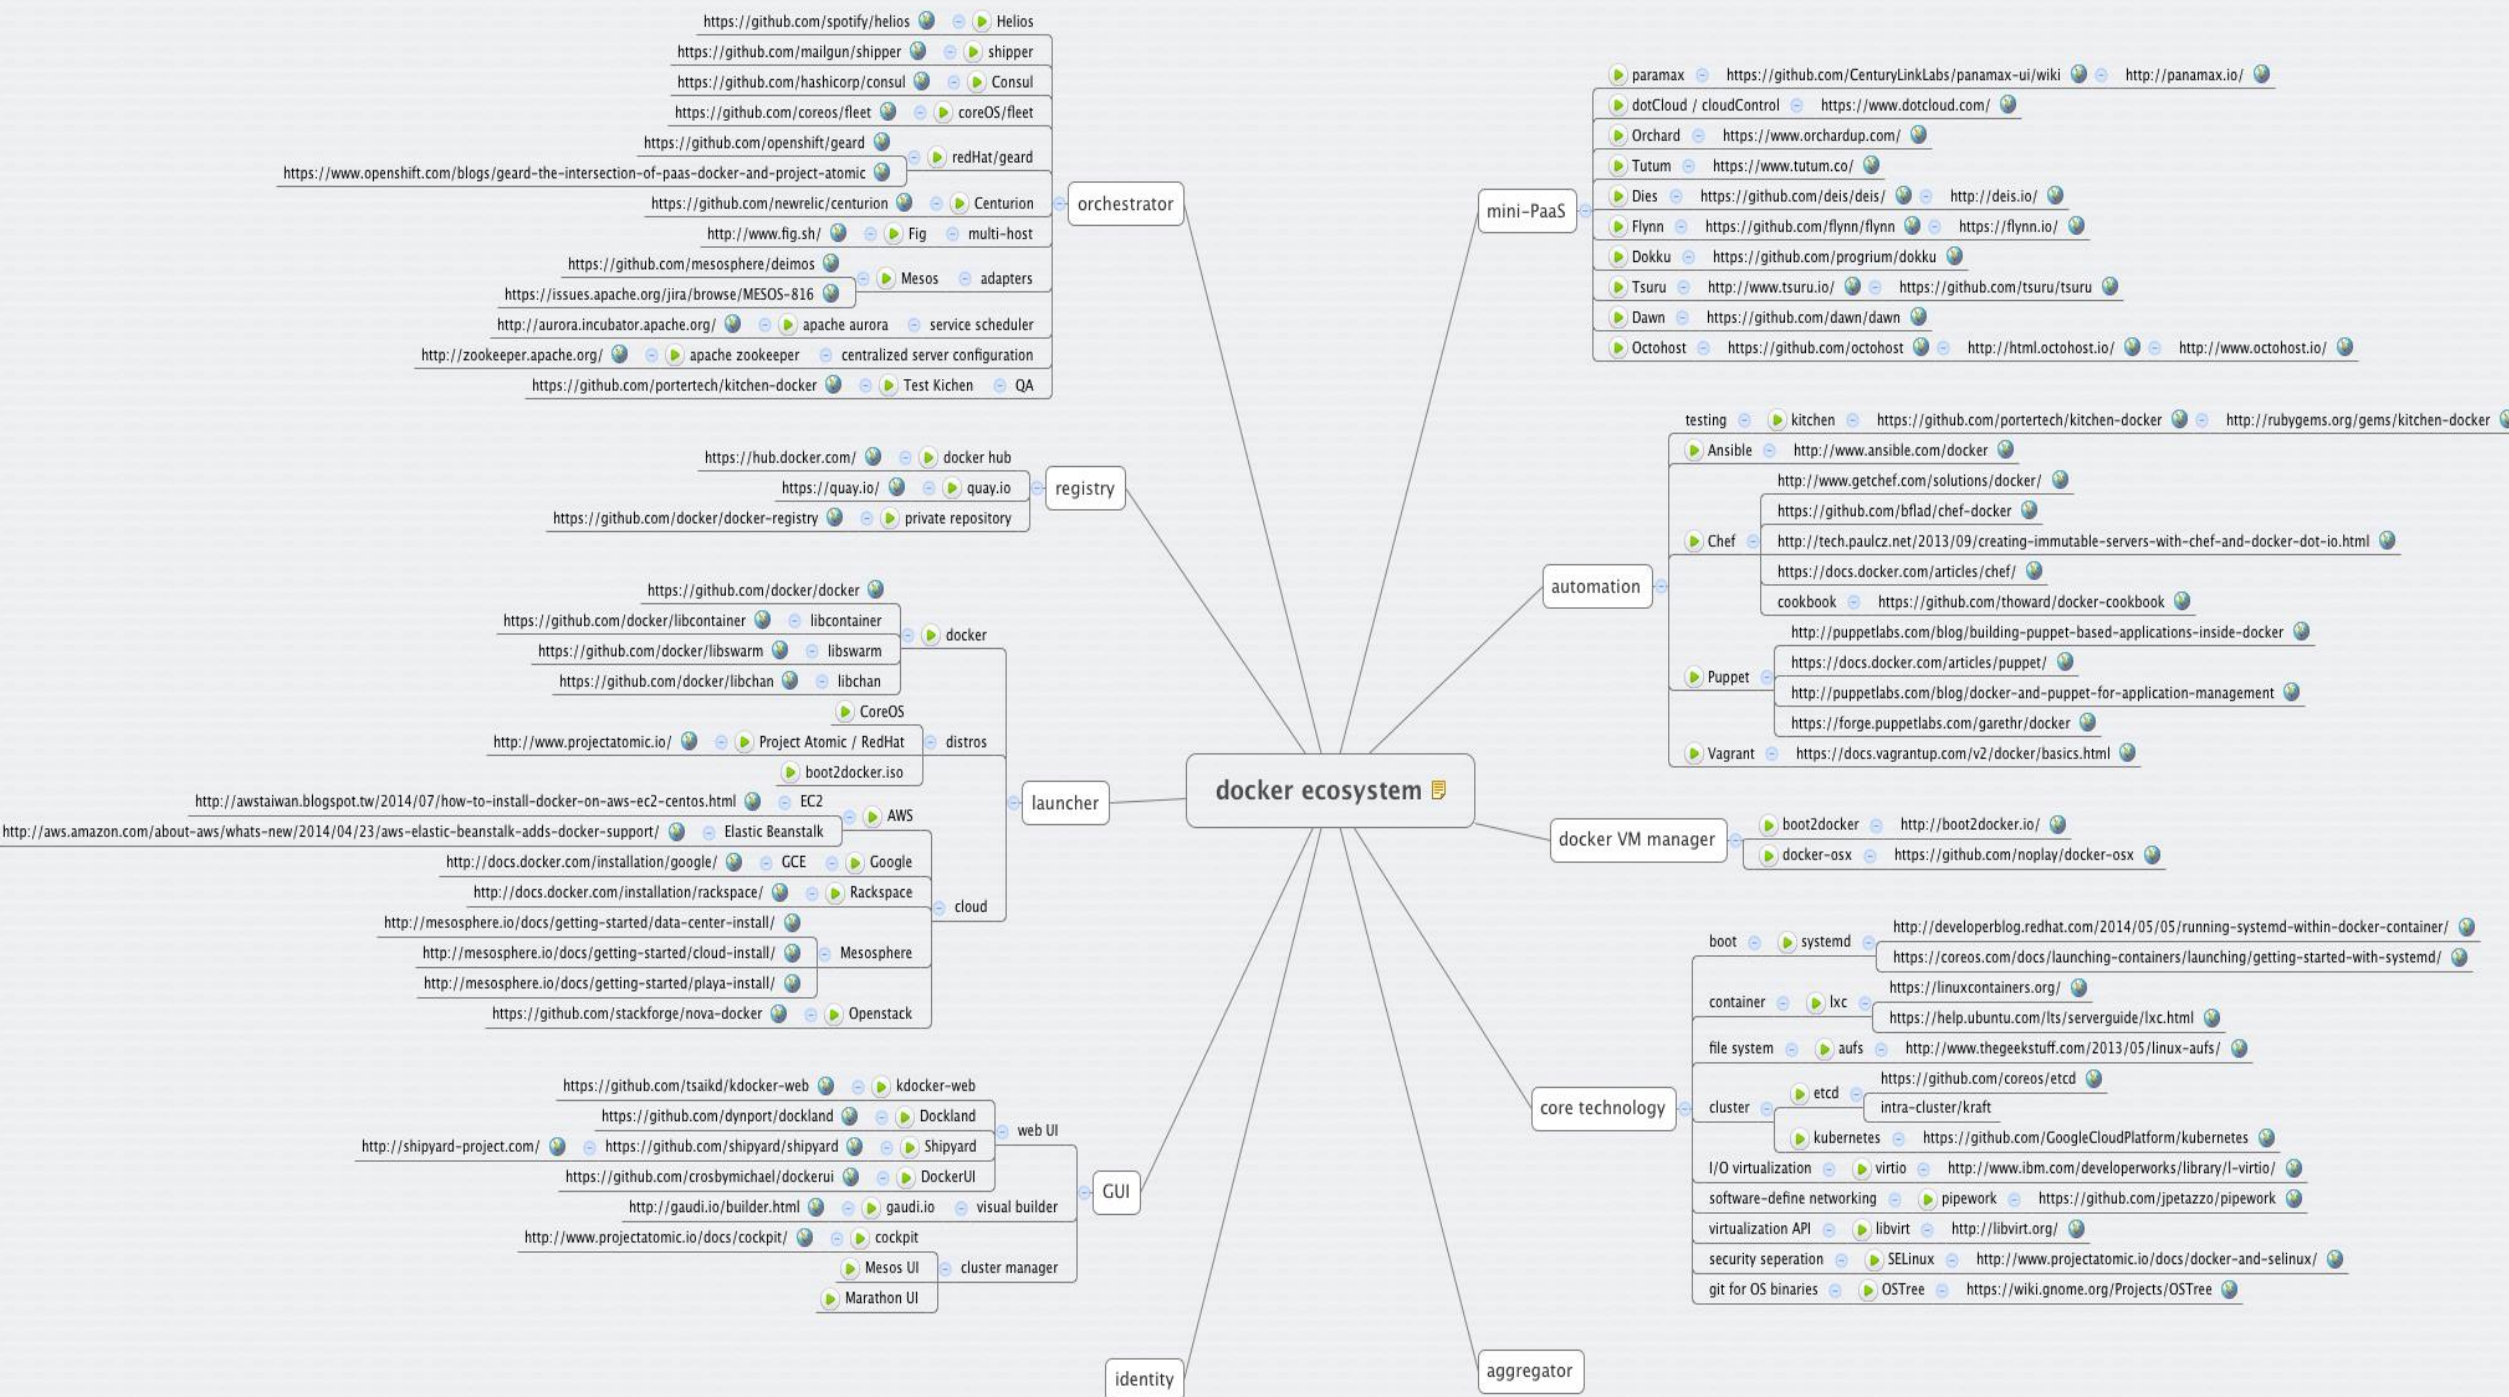 docker ecosystem
orchestrator
https://github.com/spotify/helios Helios
https://github.com/mailgun/shipper shipper
https://github.com/hashicorp/consul Consul
https://github.com/coreos/fleet coreOS/fleet
https://github.com/openshift/geard
redHat/geard
https://www.openshift.com/blogs/geard-the-intersection-of-paas-docker-and-project-atomic
https://github.com/newrelic/centurion Centurion
http://www.fig.sh/ Fig multi-host
https://github.com/mesosphere/deimos
Mesos adapters
https://issues.apache.org/jira/browse/MESOS-816
http://aurora.incubator.apache.org/ apache aurora service scheduler
http://zookeeper.apache.org/ apache zookeeper centralized server configuration
https://github.com/portertech/kitchen-docker Test Kichen QA
registry
https://hub.docker.com/ docker hub
https://quay.io/ quay.io
https://github.com/docker/docker-registry private repository
launcher
https://github.com/docker/docker
https://github.com/docker/libcontainer libcontainer
docker
https://github.com/docker/libswarm libswarm
https://github.com/docker/libchan libchan
CoreOS
http://www.projectatomic.io/ Project Atomic / RedHat distros
boot2docker.iso
http://awstaiwan.blogspot.tw/2014/07/how-to-install-docker-on-aws-ec2-centos.html EC2
AWS
http://aws.amazon.com/about-aws/whats-new/2014/04/23/aws-elastic-beanstalk-adds-docker-support/ Elastic Beanstalk
http://docs.docker.com/installation/google/ GCE Google
http://docs.docker.com/installation/rackspace/ Rackspace
cloud
http://mesosphere.io/docs/getting-started/data-center-install/
http://mesosphere.io/docs/getting-started/cloud-install/ Mesosphere
http://mesosphere.io/docs/getting-started/playa-install/
https://github.com/stackforge/nova-docker Openstack
GUI
https://github.com/tsaikd/kdocker-web kdocker-web
https://github.com/dynport/dockland Dockland
web UI
http://shipyard-project.com/ https://github.com/shipyard/shipyard Shipyard
https://github.com/crosbymichael/dockerui DockerUI
http://gaudi.io/builder.html gaudi.io visual builder
http://www.projectatomic.io/docs/cockpit/ cockpit
Mesos UI cluster manager
Marathon UI
identity
mini-PaaS
paramax https://github.com/CenturyLinkLabs/panamax-ui/wiki http://panamax.io/
dotCloud / cloudControl https://www.dotcloud.com/
Orchard https://www.orchardup.com/
Tutum https://www.tutum.co/
Dies https://github.com/deis/deis/ http://deis.io/
Flynn https://github.com/flynn/flynn https://flynn.io/
Dokku https://github.com/progrium/dokku
Tsuru http://www.tsuru.io/ https://github.com/tsuru/tsuru
Dawn https://github.com/dawn/dawn
Octohost https://github.com/octohost http://html.octohost.io/ http://www.octohost.io/
automation
testing kitchen https://github.com/portertech/kitchen-docker http://rubygems.org/gems/kitchen-docker
Ansible http://www.ansible.com/docker
http://www.getchef.com/solutions/docker/
https://github.com/bflad/chef-docker
Chef http://tech.paulcz.net/2013/09/creating-immutable-servers-with-chef-and-docker-dot-io.html
https://docs.docker.com/articles/chef/
cookbook https://github.com/thoward/docker-cookbook
http://puppetlabs.com/blog/building-puppet-based-applications-inside-docker
https://docs.docker.com/articles/puppet/
Puppet
http://puppetlabs.com/blog/docker-and-puppet-for-application-management
https://forge.puppetlabs.com/garethr/docker
Vagrant https://docs.vagrantup.com/v2/docker/basics.html
docker VM manager
boot2docker http://boot2docker.io/
docker-osx https://github.com/noplay/docker-osx
core technology
http://developerblog.redhat.com/2014/05/05/running-systemd-within-docker-container/
boot systemd
https://coreos.com/docs/launching-containers/launching/getting-started-with-systemd/
https://linuxcontainers.org/
container lxc
https://help.ubuntu.com/lts/serverguide/lxc.html
file system aufs http://www.thegeekstuff.com/2013/05/linux-aufs/
https://github.com/coreos/etcd
etcd
intra-cluster/kraft
cluster
kubernetes https://github.com/GoogleCloudPlatform/kubernetes
I/O virtualization virtio http://www.ibm.com/developerworks/library/l-virtio/
software-define networking pipework https://github.com/jpetazzo/pipework
virtualization API libvirt http://libvirt.org/
security seperation SELinux http://www.projectatomic.io/docs/docker-and-selinux/
git for OS binaries OSTree https://wiki.gnome.org/Projects/OSTree
aggregator